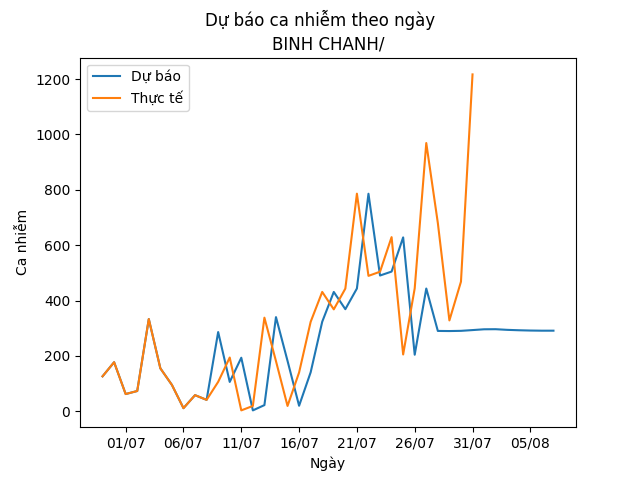 Dự báo ca nhiễm theo ngày
BINH CHANH/
Dự báo
Thực tế
1200
1000
800
600
400
200
0
Ca nhiễm
01/07 06/07 11/07 16/07 21/07 26/07 31/07 05/08
Ngày